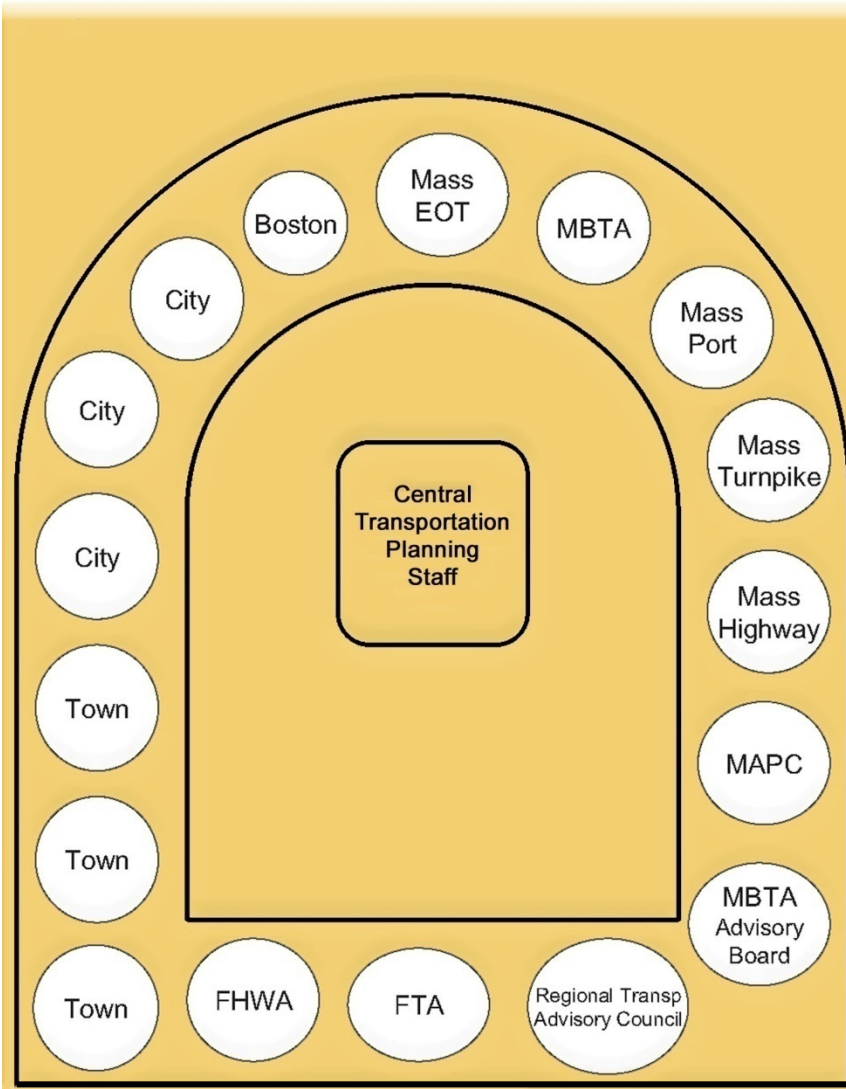 Mass
EOT
Boston
MBTA
City
Mass
Port
City
Mass
Turnpike
Central
Transportation
Planning
Staff
City
Mass
Highway
Town
MAPC
Town
MBTA
Advisory
Board
Town
FHWA
FTA
Regional Transp
Advisory Council